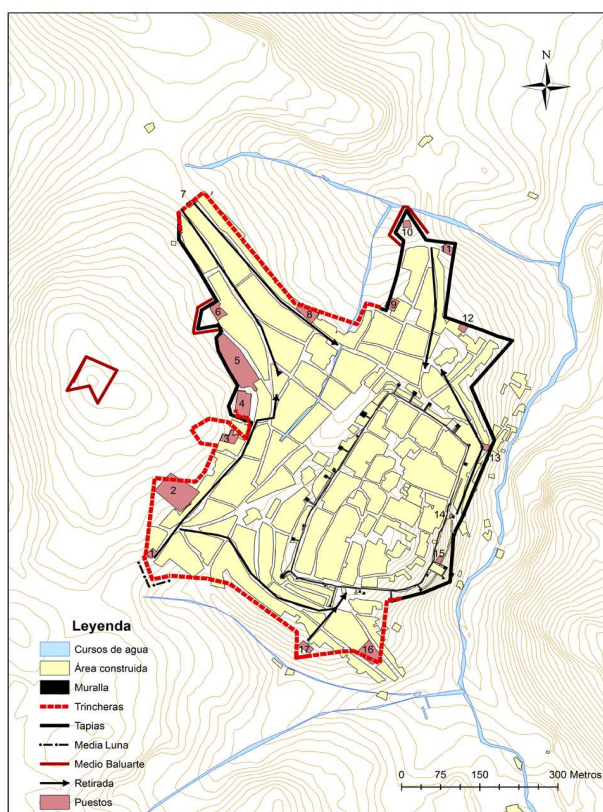 N
7
10
11
6
8
9
12
5
4
3
13
2
14
15
1
17
16
Leyenda
Cursos de agua
Área construida
Muralla
Trincheras
Tapias
Media Luna
Medio Baluarte
Retirada
Puestos
0 75 150 300 Metros